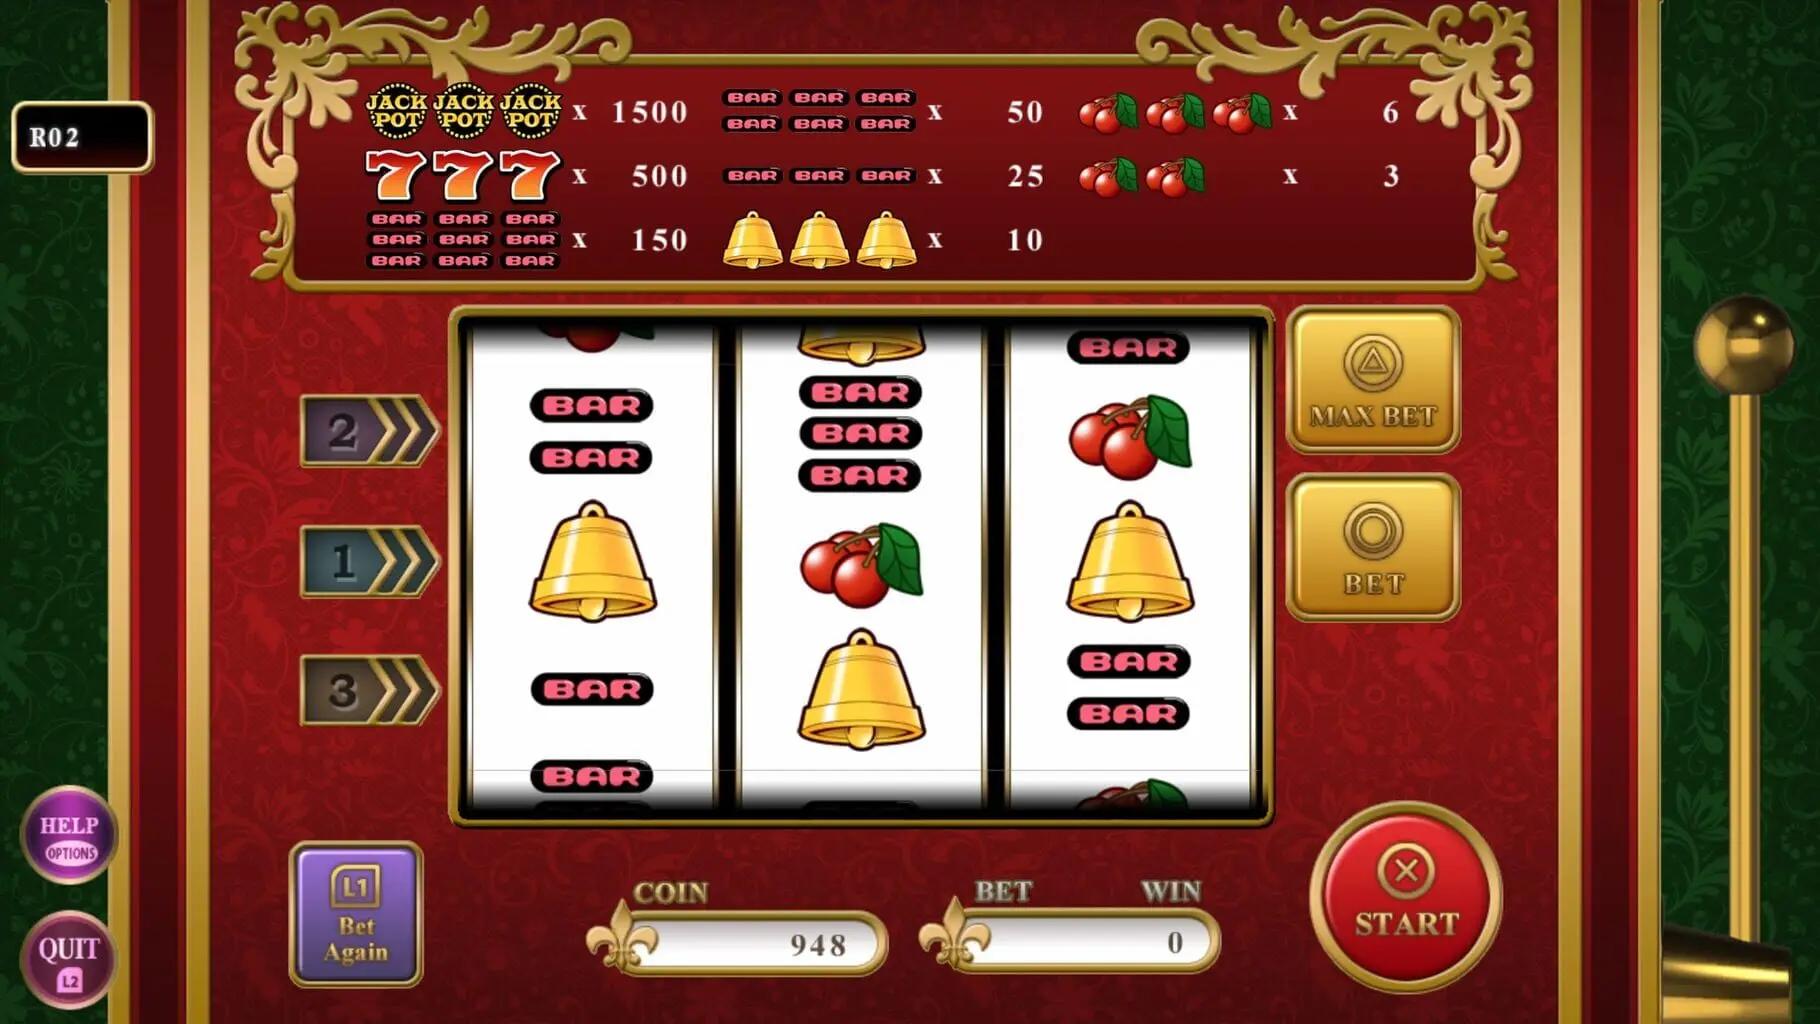 JACK POT JACK POT JACK POT x 1500
BAR BAR BAR
BAR BAR BAR
x 50
x 6
R02
7 7 7 x 500
BAR BAR BAR x 25
x 3
BAR BAR BAR
BAR BAR BAR
BAR BAR BAR
x 150
x 10
BAR
BAR
BAR
BAR
BAR
BAR
BAR
BAR
BAR
BAR
BAR
2
1
3
MAX BET
BET
HELP
OPTIONS
QUIT
L2
L1
Bet
Again
COIN
948
BET WIN
0
START